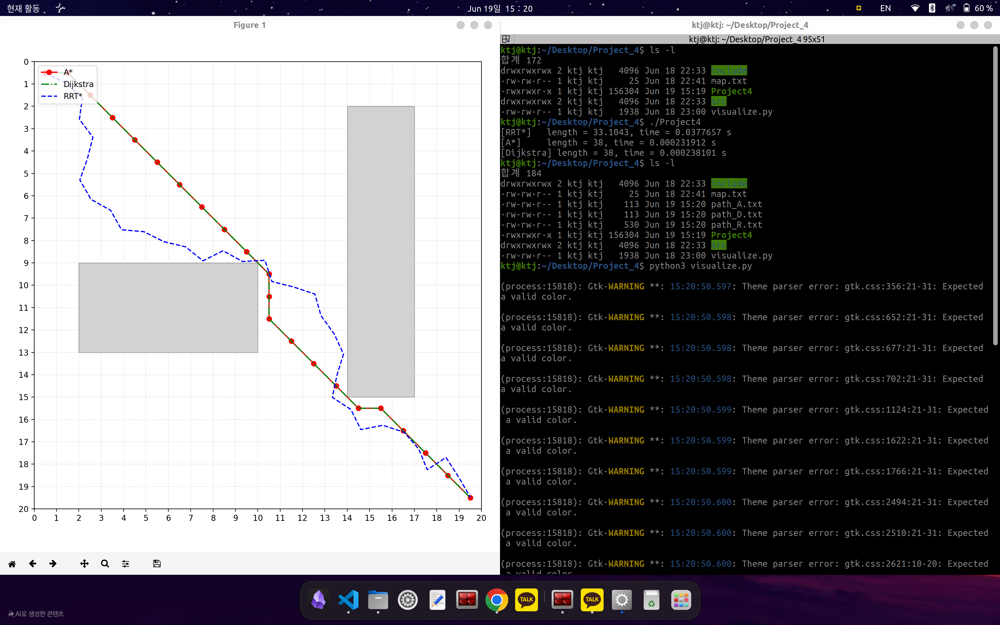 현재 활동
Jun 19일 15 : 20
EN
60 %
Figure 1
0
1
2
3
4
5
6
7
8
9
10
11
12
13
14
15
16
17
18
19
20
A*
Dijkstra
RRT*
0 1 2 3 4 5 6 7 8 9 10 11 12 13 14 15 16 17 18 19 20
ktj@ktj: ~/Desktop/Project_4
ktj@ktj: ~/Desktop/Project_4 95x51
ktj@ktj:~/Desktop/Project_4$ ls -l
합계 172
drwxrwxrwx 2 ktj ktj   4096 Jun 18 22:33 include
-rw-rw-r-- 1 ktj ktj     25 Jun 18 22:41 map.txt
-rwxrwxr-x 1 ktj ktj 156304 Jun 19 15:19 Project4
drwxrwxrwx 2 ktj ktj   4096 Jun 18 22:33 src
-rw-rw-r-- 1 ktj ktj   1938 Jun 18 23:00 visualize.py
ktj@ktj:~/Desktop/Project_4$ ./Project4
[RRT*]   length = 33.1043, time = 0.0377657 s
[A*]     length = 38, time = 0.000231912 s
[Dijkstra] length = 38, time = 0.000238101 s
ktj@ktj:~/Desktop/Project_4$ ls -l
합계 184
drwxrwxrwx 2 ktj ktj   4096 Jun 18 22:33 include
-rw-rw-r-- 1 ktj ktj     25 Jun 18 22:41 map.txt
-rw-rw-r-- 1 ktj ktj    113 Jun 19 15:20 path_A.txt
-rw-rw-r-- 1 ktj ktj    113 Jun 19 15:20 path_D.txt
-rw-rw-r-- 1 ktj ktj    530 Jun 19 15:20 path_R.txt
-rwxrwxr-x 1 ktj ktj 156304 Jun 19 15:19 Project4
drwxrwxrwx 2 ktj ktj   4096 Jun 18 22:33 src
-rw-rw-r-- 1 ktj ktj   1938 Jun 18 23:00 visualize.py
ktj@ktj:~/Desktop/Project_4$ python3 visualize.py
(process:15818): Gtk-WARNING **: 15:20:50.597: Theme parser error: gtk.css:356:21-31: Expected
a valid color.
(process:15818): Gtk-WARNING **: 15:20:50.598: Theme parser error: gtk.css:652:21-31: Expected
a valid color.
(process:15818): Gtk-WARNING **: 15:20:50.598: Theme parser error: gtk.css:677:21-31: Expected
a valid color.
(process:15818): Gtk-WARNING **: 15:20:50.598: Theme parser error: gtk.css:702:21-31: Expected
a valid color.
(process:15818): Gtk-WARNING **: 15:20:50.599: Theme parser error: gtk.css:1124:21-31: Expected
a valid color.
(process:15818): Gtk-WARNING **: 15:20:50.599: Theme parser error: gtk.css:1622:21-31: Expected
a valid color.
(process:15818): Gtk-WARNING **: 15:20:50.599: Theme parser error: gtk.css:1766:21-31: Expected
a valid color.
(process:15818): Gtk-WARNING **: 15:20:50.600: Theme parser error: gtk.css:2494:21-31: Expected
a valid color.
(process:15818): Gtk-WARNING **: 15:20:50.600: Theme parser error: gtk.css:2510:21-31: Expected
a valid color.
(process:15818): Gtk-WARNING **: 15:20:50.600: Theme parser error: gtk.css:2621:10-20: Expected
a valid color.
TALK
TALK
AI로 생성한 콘텐츠